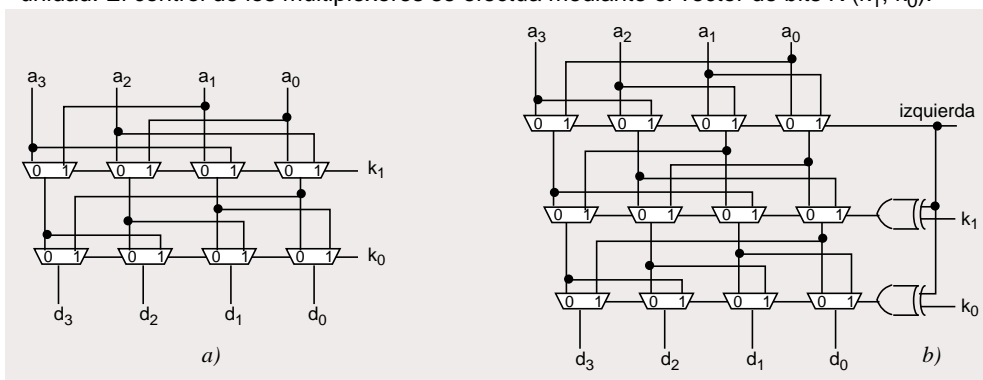 unidad. El control de los multiplexeres se efectúa mediante el vector de bits K (k1, k0).
a3 a2 a1 a0
0 1 0 1 0 1 0 1 k1
0 1 0 1 0 1 0 1 k0
d3 d2 d1 d0
a)
a3 a2 a1 a0
izquierda
0 1 0 1 0 1 0 1
0 1 0 1 0 1 0 1 k1
0 1 0 1 0 1 0 1 k0
d3 d2 d1 d0
b)